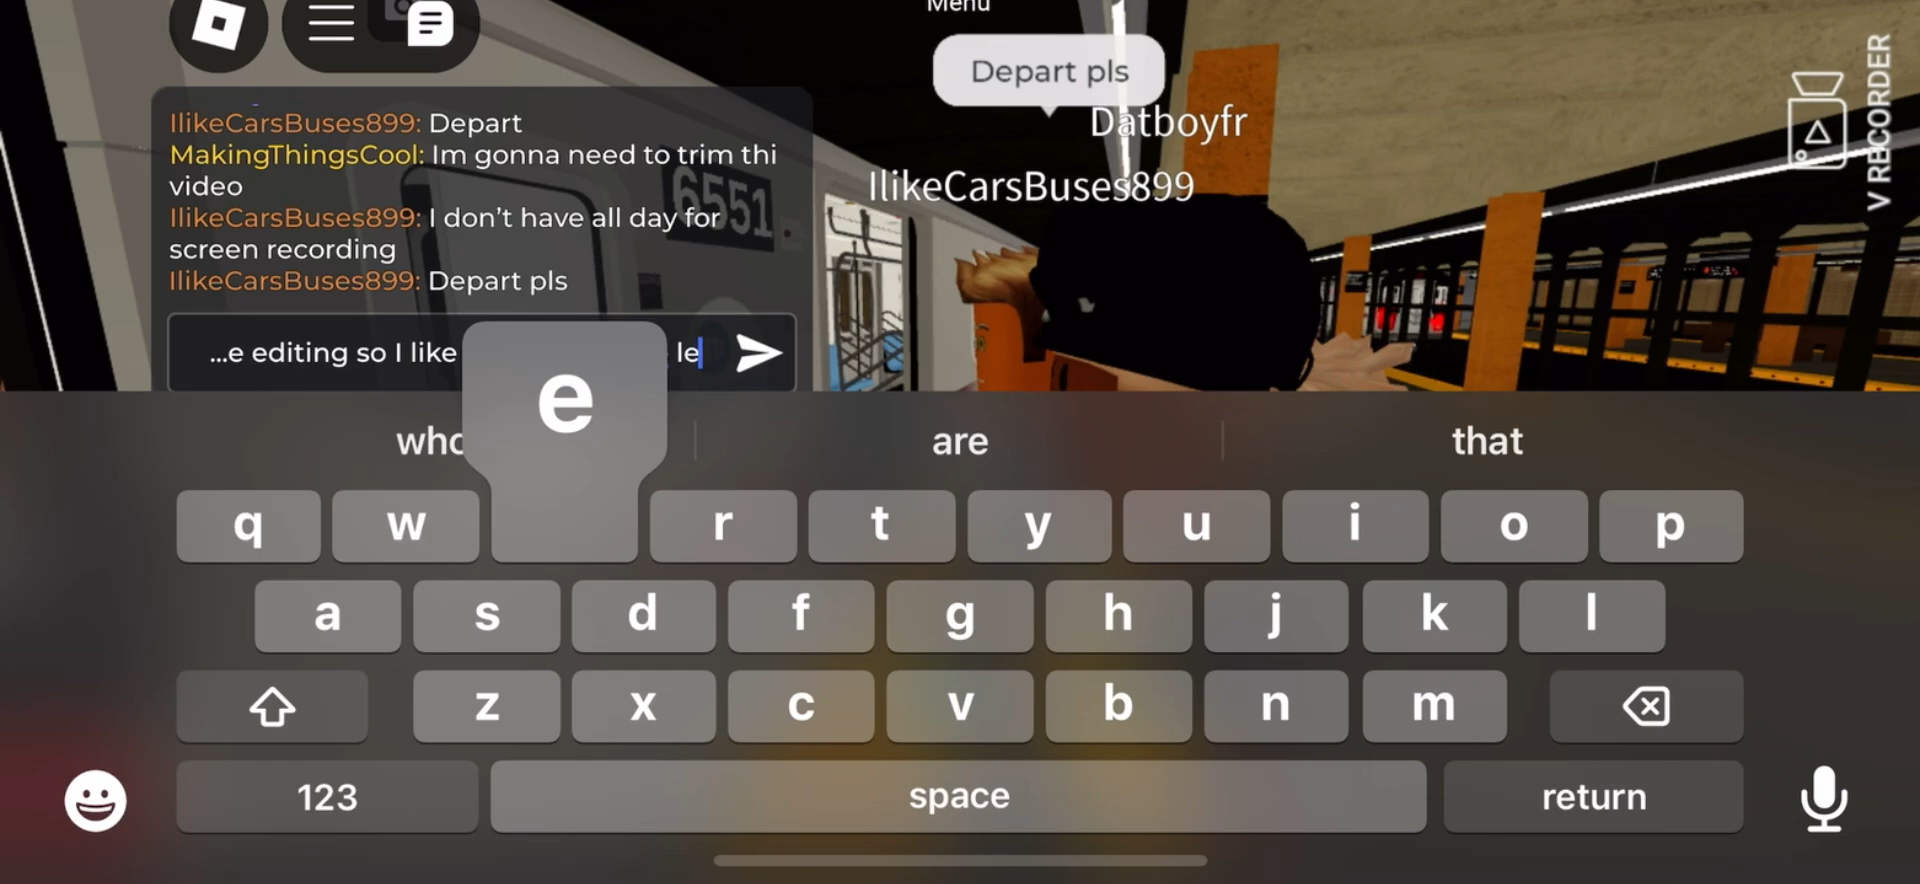 Menu
Depart pls
Datboyfr
IlikeCarsBuses899
IlikeCarsBuses899: Depart
MakingThingsCool: Im gonna need to trim thi
video
IlikeCarsBuses899: I don't have all day for
screen recording
IlikeCarsBuses899: Depart pls
6551
V RECORDER
...e editing so I like
le
e
who
are
that
q w r t y u i o p
a s d f g h j k l
z x c v b n m
123 space return